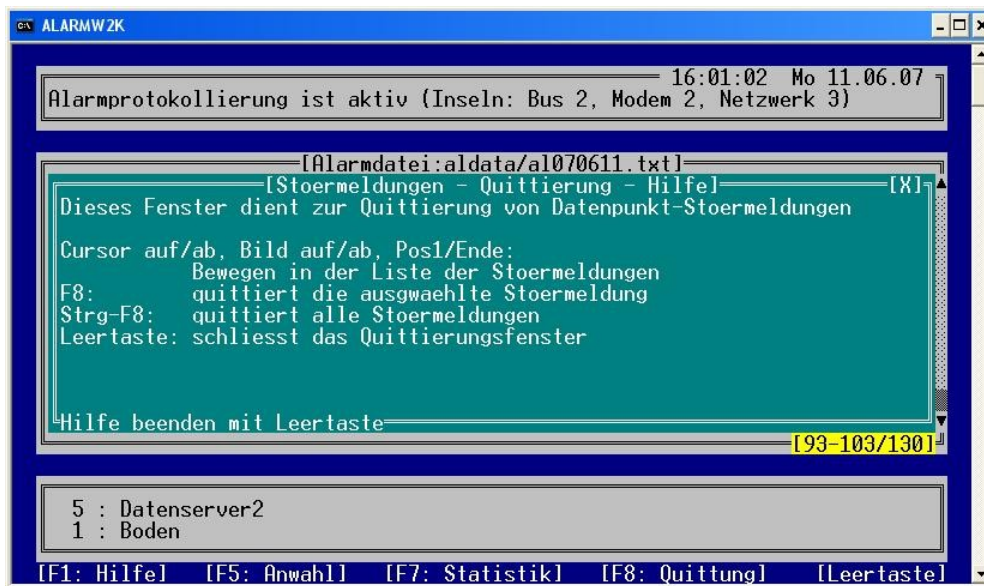 ALARMW2K
16:01:02 Mo 11.06.07
Alarmprotokollierung ist aktiv (Inseln: Bus 2, Modem 2, Netzwerk 3)
[Alarmdatei:aldata/al070611.txt]
[Stoermeldungen - Quittierung - Hilfe] [X]
Dieses Fenster dient zur Quittierung von Datenpunkt-Stoermeldungen
Cursor auf/ab, Bild auf/ab, Pos1/Ende:
Bewegen in der Liste der Stoermeldungen
F8: quittiert die ausgwaehlte Stoermeldung
Strg-F8: quittiert alle Stoermeldungen
Leertaste: schliesst das Quittierungsfenster
Hilfe beenden mit Leertaste
[93-103/130]
5 : Datenserver2
1 : Boden
[F1: Hilfe] [F5: Anwahl] [F7: Statistik] [F8: Quittung] [Leertaste]